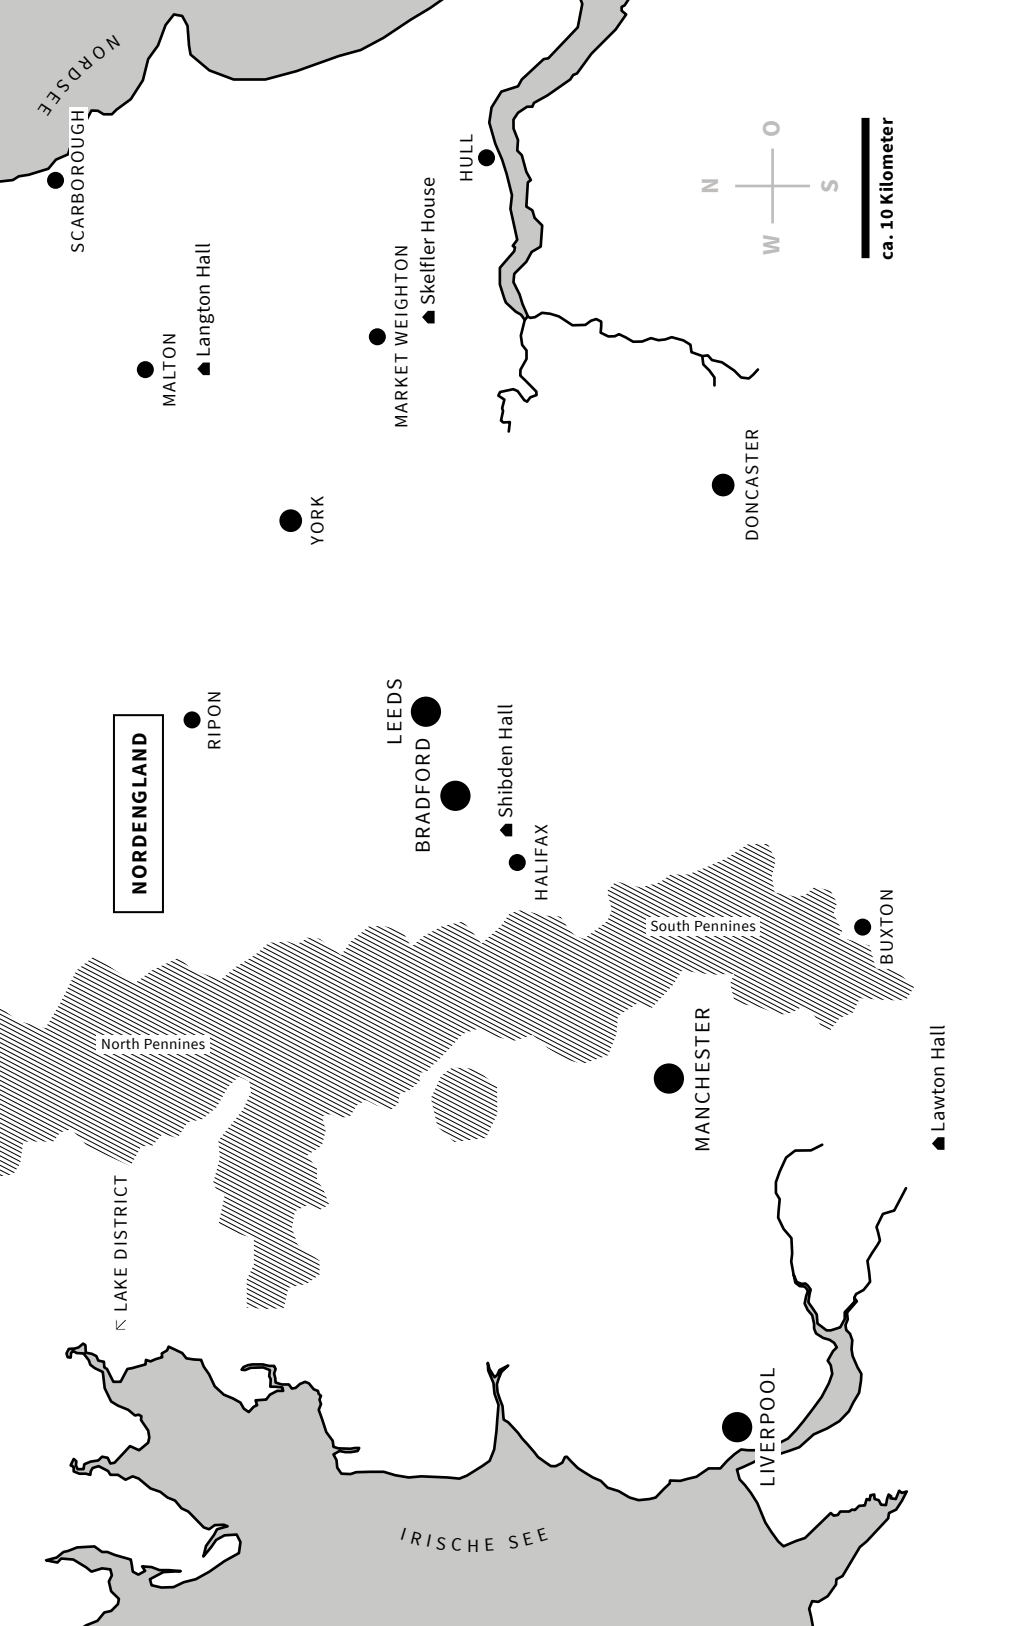 NORDENGLAND
LAKE DISTRICT
North Pennines
RIPON
MALTON
Langton Hall
SCARBOROUGH
NORDSEE
YORK
MARKET WEIGHTON
Skelfler House
HULL
LEEDS
BRADFORD
Shibden Hall
HALIFAX
IRISCHE SEE
South Pennines
MANCHESTER
LIVERPOOL
DONCASTER
BUXTON
Lawton Hall
N
W
O
S
ca. 10 Kilometer